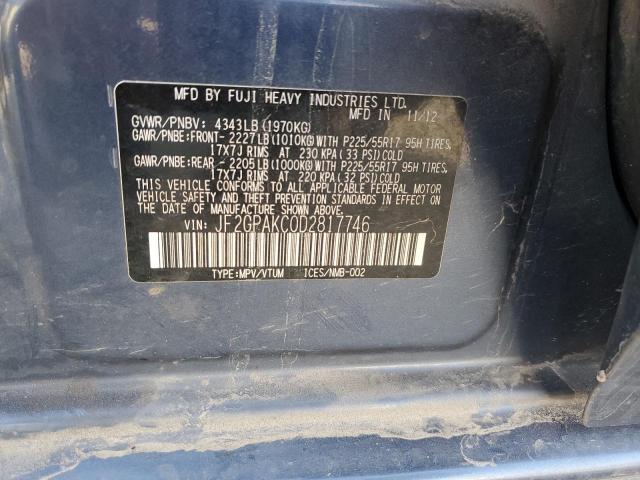 MFD BY FUJI HEAVY INDUSTRIES LTD.
MFD IN 11/12
GVWR/PNBV: 4343LB(1970KG)
GAWR/PNBE:FRONT- 2227LB(1010KG)WITH P225/55R17 95H TIRES,
17X7J RIMS AT 230 KPA(33 PSI)COLD
GAWR/PNBE:REAR - 2205LB(1000KG)WITH P225/55R17 95H TIRES,
17X7J RIMS AT 220 KPA(32 PSI)COLD
THIS VEHICLE CONFORMS TO ALL APPLICABLE FEDERAL MOTOR
VEHICLE SAFETY AND THEFT PREVENTION STANDARDS IN EFFECT
ON THE DATE OF MANUFACTURE SHOWN ABOVE.
VIN: JF2GPAKC0D2817746
TYPE:MPV/VTUM ICES/NMB-002